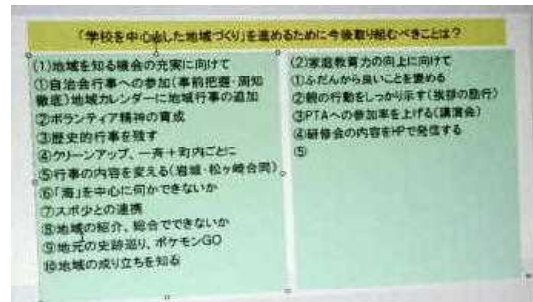 「学校を中心とした地域づくり」を進めるために今後取り組むべきことは?
(1)地域を知る機会の充実に向けて
①自治会行事への参加(事前把握・周知
徹底)地域カレンダーに地域行事の追加
②ボランティア精神の育成
③歴史的行事を残す
④クリーンアップ、一斉+町内ごとに
⑤行事の内容を変える(岩城・松ヶ崎合同)
⑥「海」を中心に何かできないか
⑦スポ少との連携
⑧地域の紹介、総合でできないか
⑨地元の史跡巡り、ポケモンGO
⑩地域の成り立ちを知る
(2)家庭教育力の向上に向けて
①ふだんから良いことを褒める
②親の行動をしっかり示す(挨拶の励行)
③PTAへの参加率を上げる(講演会)
④研修会の内容をHPで発信する
⑤